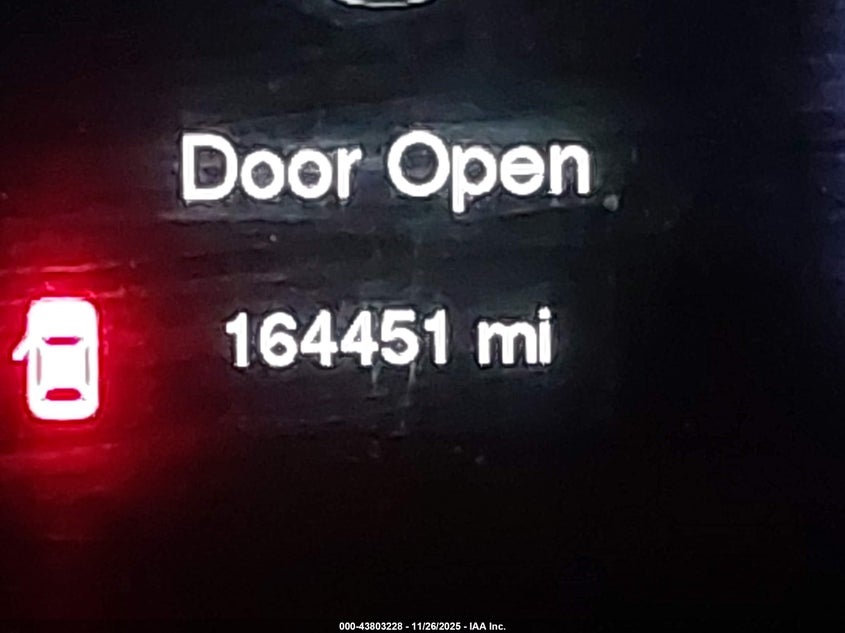 Door Open
164451 mi
000-43803228 - 11/26/2025 - IAA Inc.